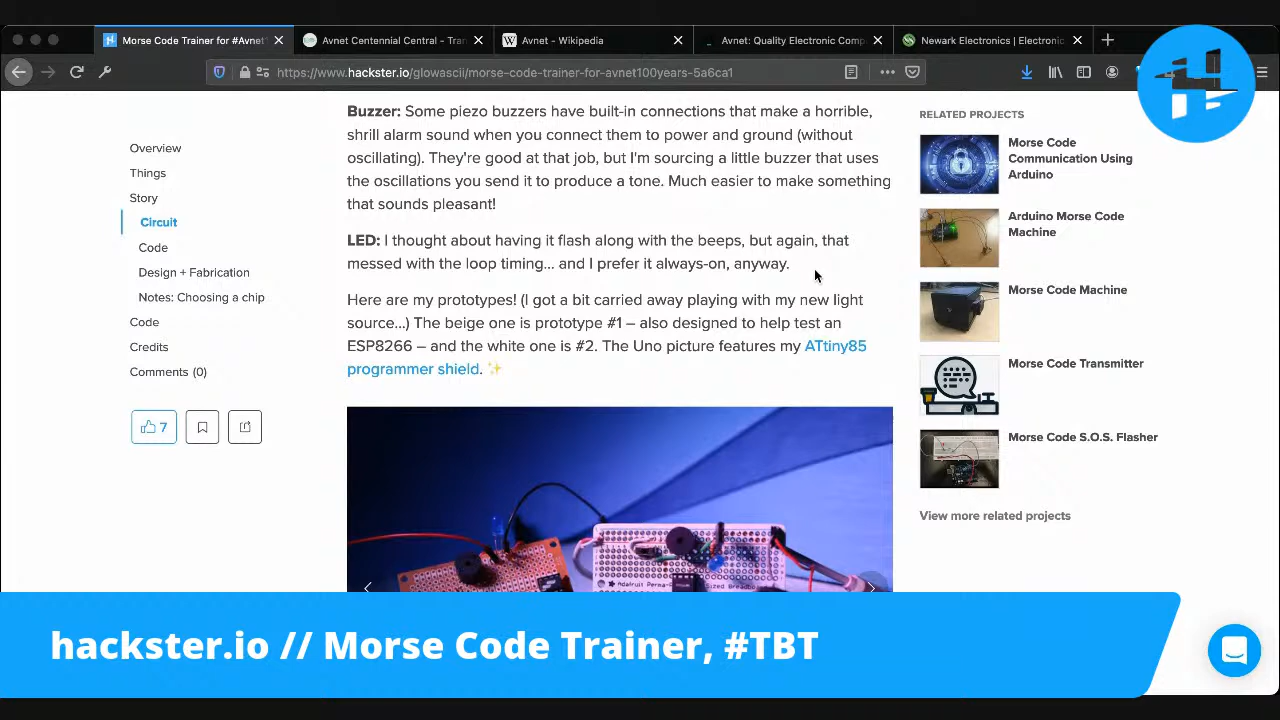 Morse Code Trainer for #Avnet
Avnet Centennial Central - Tran
Avnet - Wikipedia
Avnet: Quality Electronic Comp
Newark Electronics | Electronic
https://www.hackster.io/glowascii/morse-code-trainer-for-avnet100years-5a6ca1
Overview
Things
Story
Circuit
Code
Design + Fabrication
Notes: Choosing a chip
Code
Credits
Comments (0)
7
Buzzer: Some piezo buzzers have built-in connections that make a horrible,
shrill alarm sound when you connect them to power and ground (without
oscillating). They're good at that job, but I'm sourcing a little buzzer that uses
the oscillations you send it to produce a tone. Much easier to make something
that sounds pleasant!
LED: I thought about having it flash along with the beeps, but again, that
messed with the loop timing... and I prefer it always-on, anyway.
Here are my prototypes! (I got a bit carried away playing with my new light
source...) The beige one is prototype #1 – also designed to help test an
ESP8266 – and the white one is #2. The Uno picture features my ATtiny85
programmer shield. ✨
Adafruit Perma-Proto Sized Breadbo
RELATED PROJECTS
Morse Code
Communication Using
Arduino
Arduino Morse Code
Machine
Morse Code Machine
Morse Code Transmitter
Morse Code S.O.S. Flasher
View more related projects
hackster.io // Morse Code Trainer, #TBT